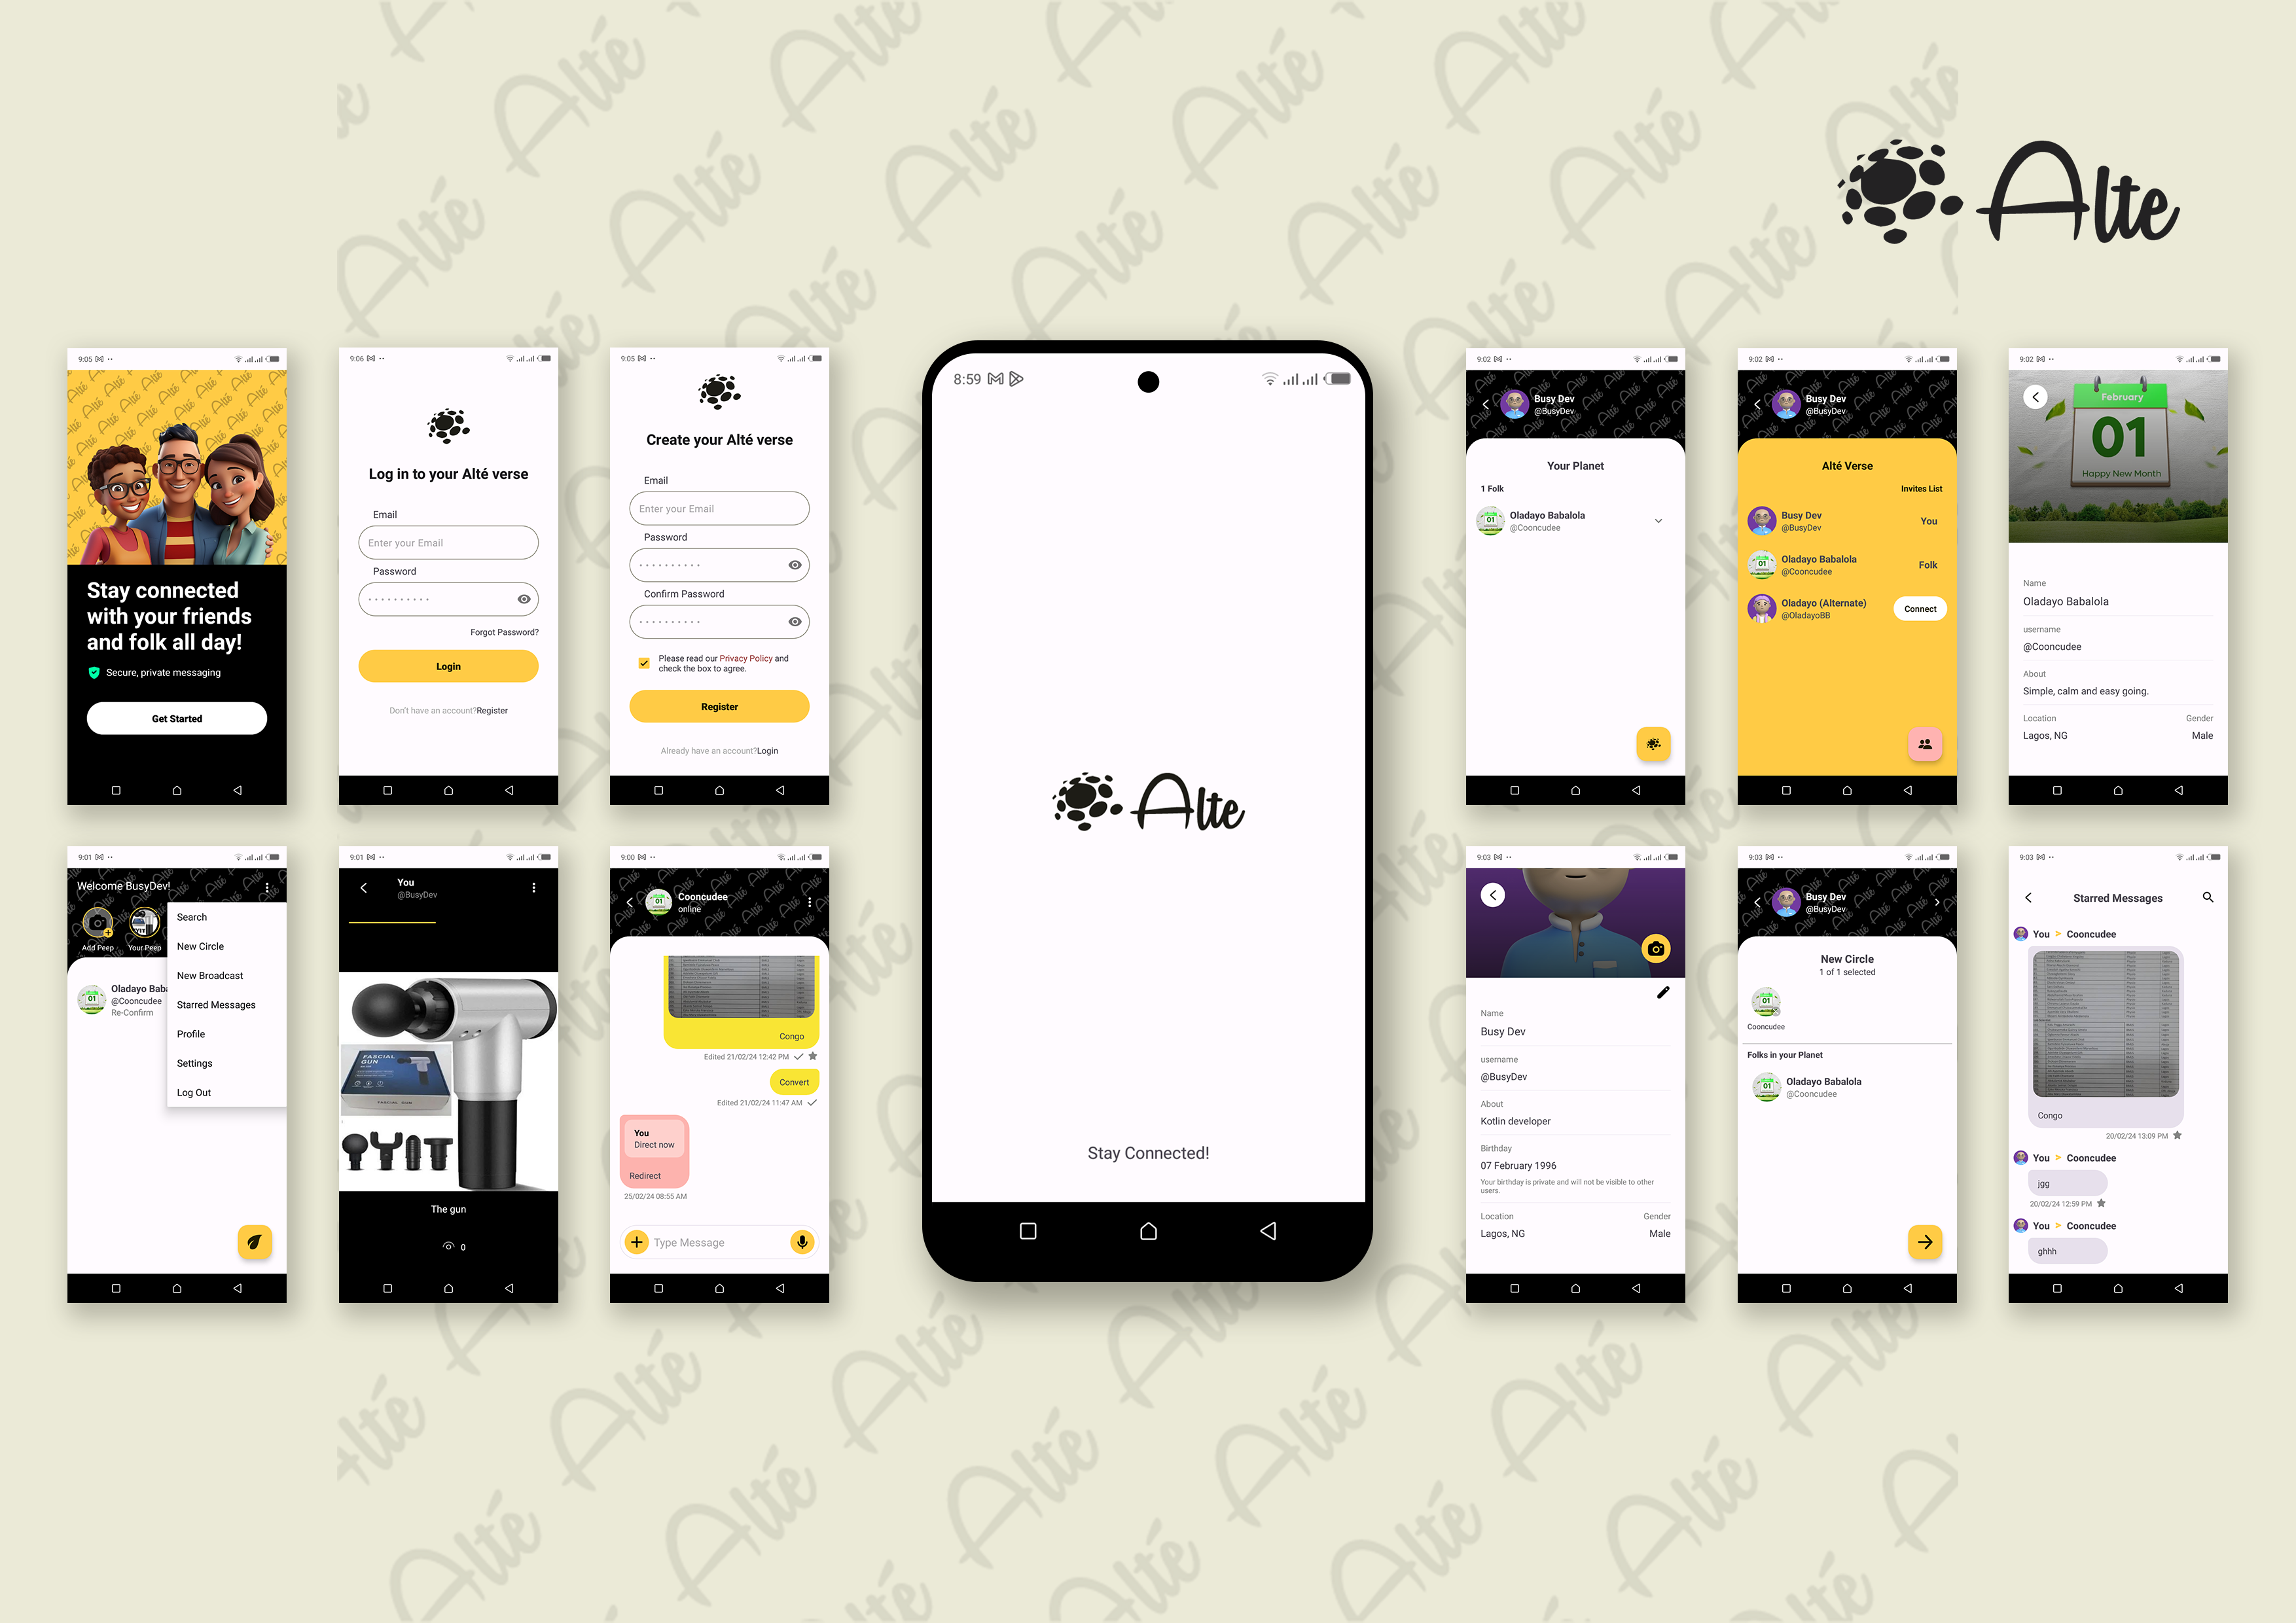 Alte
9:05
Stay connected
with your friends
and folk all day!
Secure, private messaging
Get Started
9:06
Log in to your Alté verse
Email
Enter your Email
Password
Forgot Password?
Login
Don't have an account?Register
9:05
Create your Alté verse
Email
Enter your Email
Password
Confirm Password
Please read our Privacy Policy and
check the box to agree.
Register
Already have an account?Login
8:59
Alte
Stay Connected!
9:02
Busy Dev
@BusyDev
Your Planet
1 Folk
Oladayo Babalola
@Cooncudee
9:02
Busy Dev
@BusyDev
Alté Verse
Invites List
Busy Dev
@BusyDev
You
Oladayo Babalola
@Cooncudee
Folk
Oladayo (Alternate)
@OladayoBB
Connect
9:02
February
01
Happy New Month
Name
Oladayo Babalola
username
@Cooncudee
About
Simple, calm and easy going.
Location Gender
Lagos, NG Male
9:01
Welcome BusyDev!
Add Peep
Your Peep
Oladayo Baba
@Cooncudee
Re-Confirm
Search
New Circle
New Broadcast
Starred Messages
Profile
Settings
Log Out
9:01
You
@BusyDev
FASCIAL
GUN
FASCIAL GUN
The gun
0
9:00
Cooncudee
online
Congo
Edited 21/02/24 12:42 PM
Convert
Edited 21/02/24 11:47 AM
You
Direct now
Redirect
25/02/24 08:55 AM
Type Message
9:03
Name
Busy Dev
username
@BusyDev
About
Kotlin developer
Birthday
07 February 1996
Your birthday is private and will not be visible to other
users.
Location Gender
Lagos, NG Male
9:03
Busy Dev
@BusyDev
New Circle
1 of 1 selected
Cooncudee
Folks in your Planet
Oladayo Babalola
@Cooncudee
9:03
Starred Messages
You > Cooncudee
Congo
20/02/24 13:09 PM
You > Cooncudee
jgg
20/02/24 12:59 PM
You > Cooncudee
ghhh